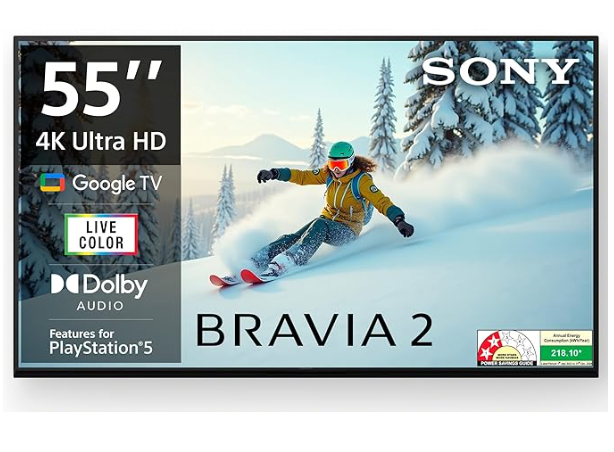 55''
SONY
4K Ultra HD
Google TV
LIVE
COLOR
Dolby
AUDIO
Features for
PlayStation®5
BRAVIA 2
POWER SAVINGS GUIDE
Annual Energy
Consumption (kWh/Year)
218.10*